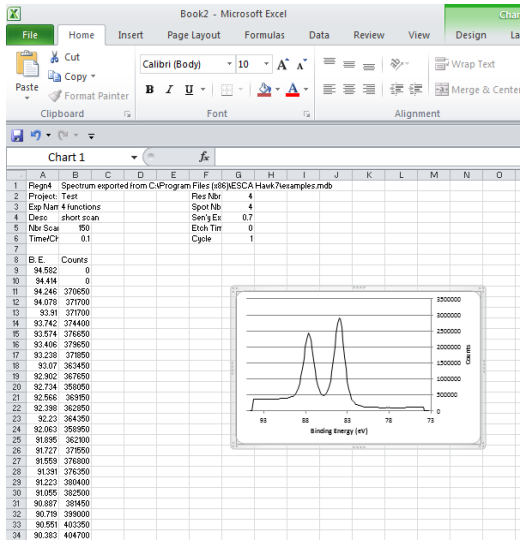 Book2 - Microsoft Excel
Cha
File Home Insert Page Layout Formulas Data Review View Design La
Paste
Cut
Copy
Format Painter
Clipboard
Calibri (Body) 10 A A
B I U A
Font
Alignment
Wrap Text
Merge & Center
Chart 1 fx
A B C D E F G H I J K L M N O
1 Regn4 Spectrum exported from C:\Program Files (x86)\ESCA Hawk7\examples.mdb
2 Project: Test Res Nbr 4
3 Exp Nam 4 functions Spot Nb 4
4 Desc short scan Sen's Ex 0.7
5 Nbr Scan 150 Etch Tim 0
6 Time/Ch 0.1 Cycle 1
7
8 B. E. Counts
9 94.582 0
10 94.414 0
11 94.246 370650
12 94.078 371700
13 93.91 371700
14 93.742 374400
15 93.574 376650
16 93.406 379650
17 93.238 371850
18 93.07 363450
19 92.902 367650
20 92.734 358050
21 92.566 369150
22 92.398 362850
23 92.23 364350
24 92.063 358950
25 91.895 362100
26 91.727 371550
27 91.559 376800
28 91.391 376350
29 91.223 380400
30 91.055 382500
31 90.887 381450
32 90.719 399000
33 90.551 403350
34 90.383 404700
3500000
3000000
2500000
2000000
1500000
1000000
500000
0
Counts
93 88 83 78 73
Binding Energy (eV)